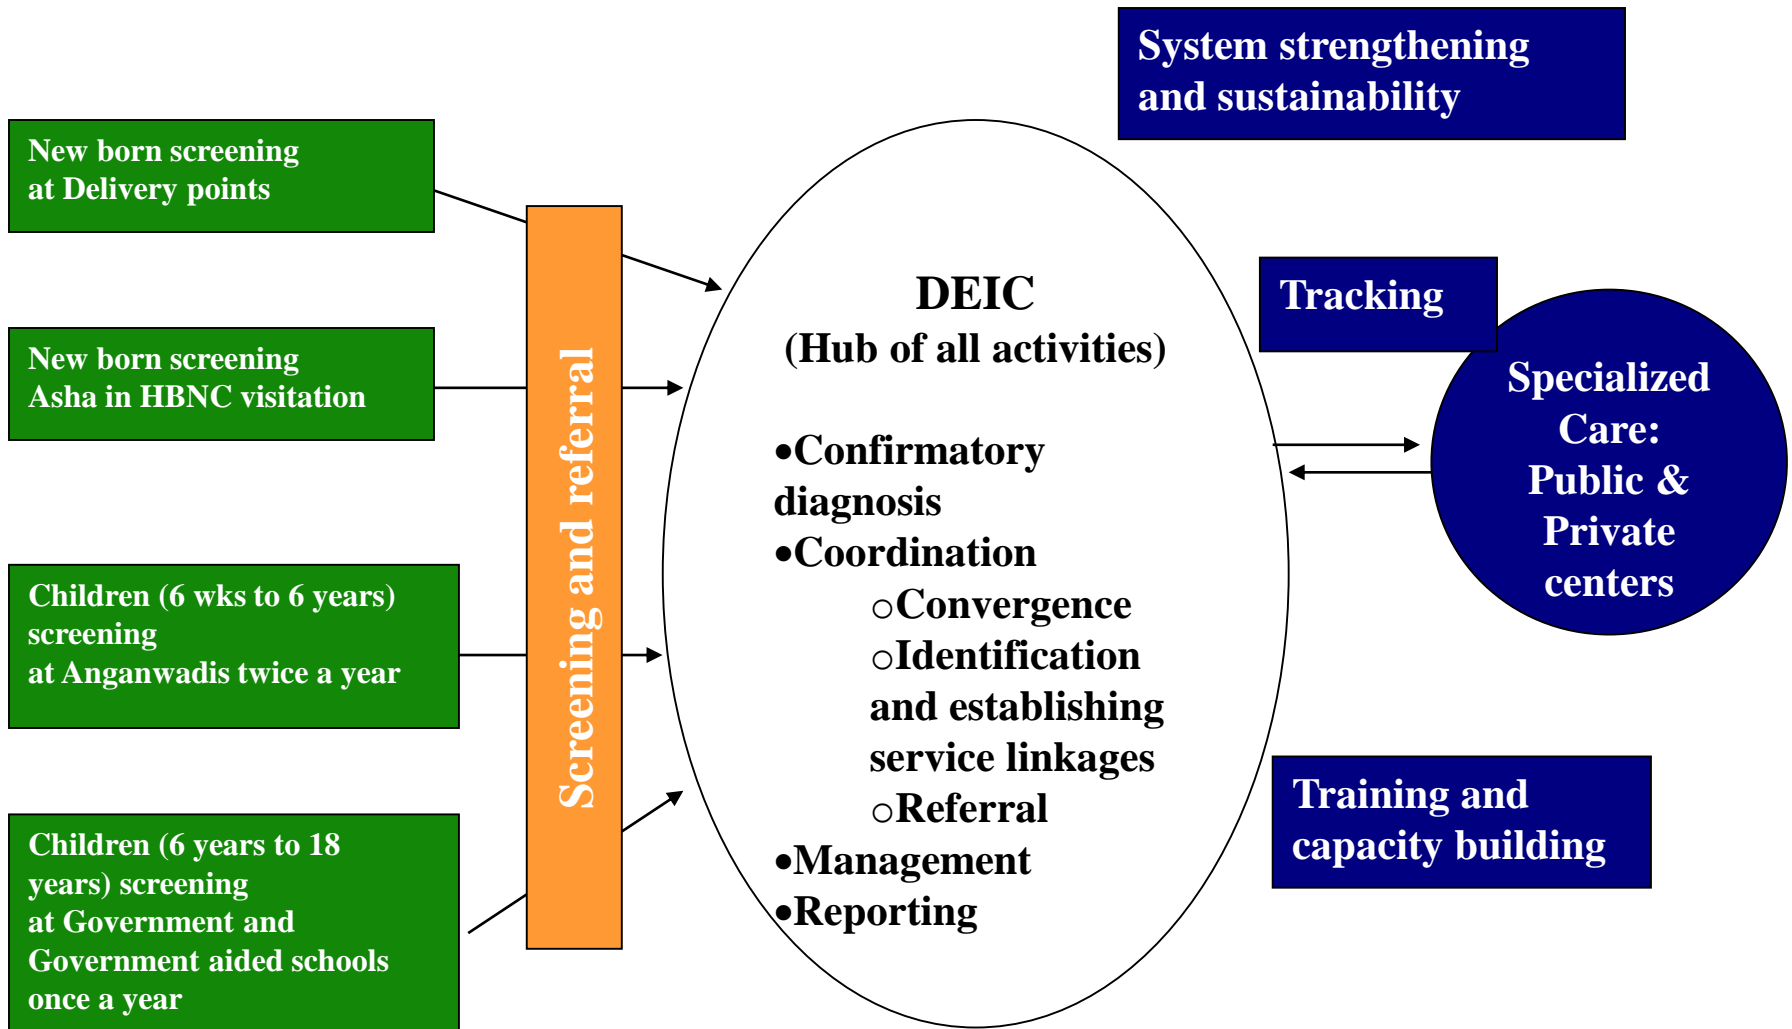 System strengthening
and sustainability
New born screening
at Delivery points
New born screening
Asha in HBNC visitation
Children (6 wks to 6 years)
screening
at Anganwadis twice a year
Children (6 years to 18
years) screening
at Government and
Government aided schools
once a year
Screening and referral
DEIC
(Hub of all activities)
•Confirmatory
diagnosis
•Coordination
oConvergence
oIdentification
and establishing
service linkages
oReferral
•Management
•Reporting
Tracking
Specialized
Care:
Public &
Private
centers
Training and
capacity building